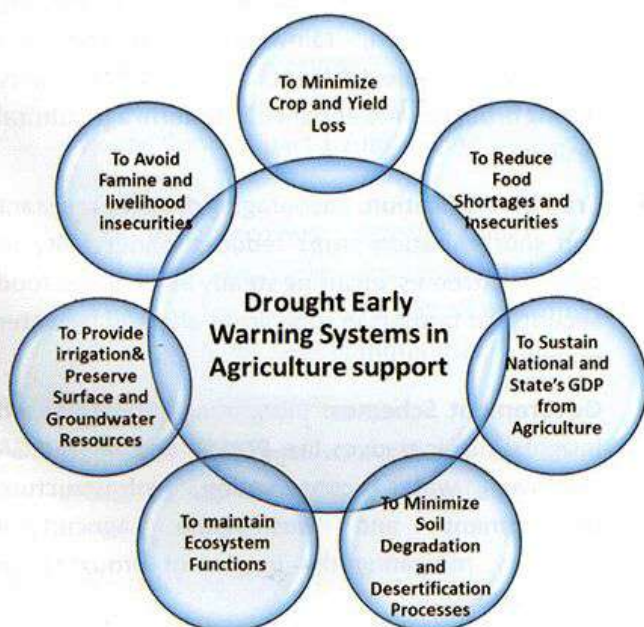 To Minimize
Crop and Yield
Loss
To Reduce
Food
Shortages and
Insecurities
To Sustain
National and
State's GDP
from
Agriculture
To Minimize
Soil
Degradation
and
Desertification
Processes
To maintain
Ecosystem
Functions
To Provide
irrigation&
Preserve
Surface and
Groundwater
Resources
To Avoid
Famine and
livelihood
insecurities
Drought Early
Warning Systems in
Agriculture support